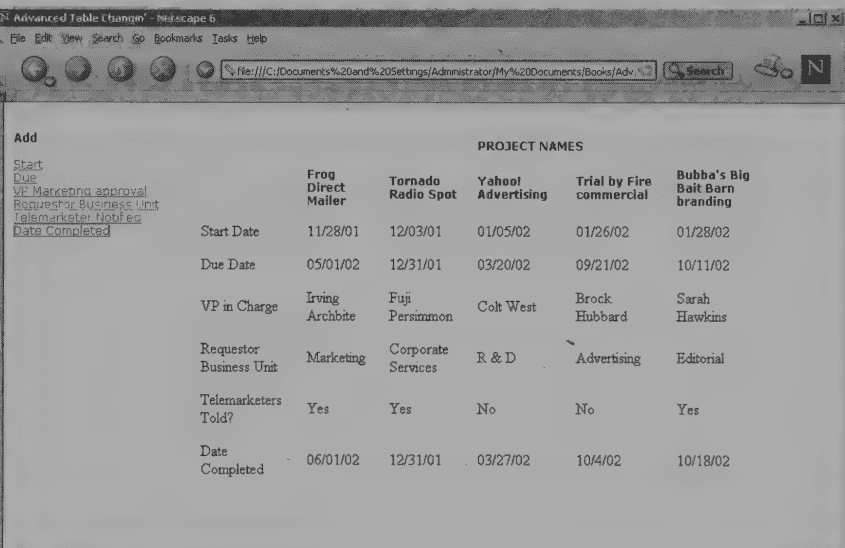 Advanced Table Changin' - Netscape 6
File Edit View Search Go Bookmarks Tasks Help
file:///C:/Documents%20and%20Settings/Administrator/My%20Documents/Books/Adv. Search N
Add
Start
Due
VP Marketing approval
Requestor Business Unit
Telemarketer Notified
Date Completed
PROJECT NAMES
Frog Direct Mailer Tornado Radio Spot Yahoo! Advertising Trial by Fire commercial Bubba's Big Bait Barn branding
Start Date 11/28/01 12/03/01 01/05/02 01/26/02 01/28/02
Due Date 05/01/02 12/31/01 03/20/02 09/21/02 10/11/02
VP in Charge Irving Archbite Fuji Persimmon Colt West Brock Hubbard Sarah Hawkins
Requestor Business Unit Marketing Corporate Services R & D Advertising Editorial
Telemarketers Told? Yes Yes No No Yes
Date Completed 06/01/02 12/31/01 03/27/02 10/4/02 10/18/02